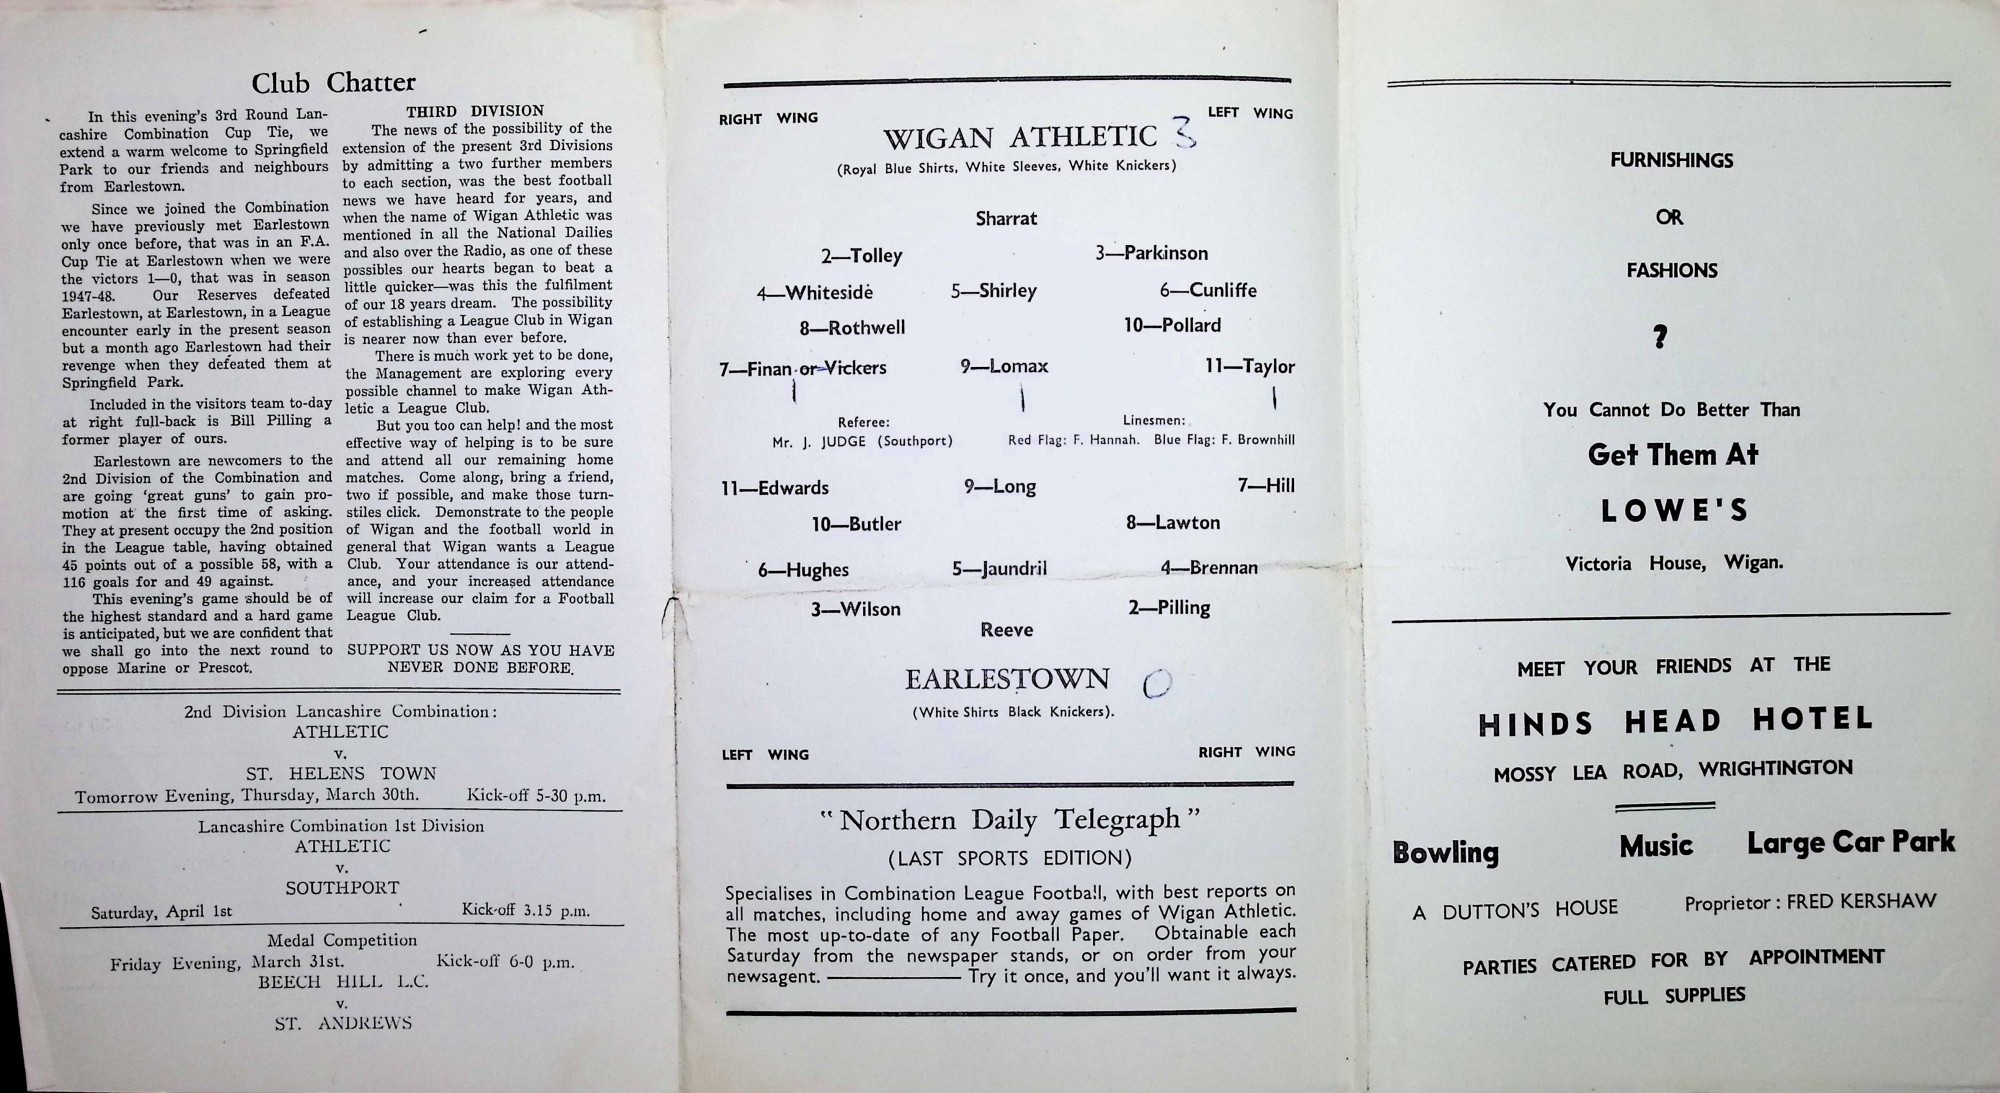 Club Chatter
In this evening's 3rd Round Lan-
cashire Combination Cup Tie, we
extend a warm welcome to Springfield
Park to our friends and neighbours
from Earlestown.
Since we joined the Combination
we have previously met Earlestown
only once before, that was in an F.A.
Cup Tie at Earlestown when we were
the victors 1—0, that was in season
1947-48. Our Reserves defeated
Earlestown, at Earlestown, in a League
encounter early in the present season
but a month ago Earlestown had their
revenge when they defeated them at
Springfield Park.
Included in the visitors team to-day
at right full-back is Bill Pilling a
former player of ours.
Earlestown are newcomers to the
2nd Division of the Combination and
are going 'great guns' to gain pro-
motion at the first time of asking.
They at present occupy the 2nd position
in the League table, having obtained
45 points out of a possible 58, with a
116 goals for and 49 against.
This evening's game should be of
the highest standard and a hard game
is anticipated, but we are confident that
we shall go into the next round to
oppose Marine or Prescot.
THIRD DIVISION
The news of the possibility of the
extension of the present 3rd Divisions
by admitting a two further members
to each section, was the best football
news we have heard for years, and
when the name of Wigan Athletic was
mentioned in all the National Dailies
and also over the Radio, as one of these
possibles our hearts began to beat a
little quicker—was this the fulfilment
of our 18 years dream. The possibility
of establishing a League Club in Wigan
is nearer now than ever before.
There is much work yet to be done,
the Management are exploring every
possible channel to make Wigan Ath-
letic a League Club.
But you too can help! and the most
effective way of helping is to be sure
and attend all our remaining home
matches. Come along, bring a friend,
two if possible, and make those turn-
stiles click. Demonstrate to the people
of Wigan and the football world in
general that Wigan wants a League
Club. Your attendance is our attend-
ance, and your increased attendance
will increase our claim for a Football
League Club.
SUPPORT US NOW AS YOU HAVE
NEVER DONE BEFORE.
2nd Division Lancashire Combination:
ATHLETIC
v.
ST. HELENS TOWN
Tomorrow Evening, Thursday, March 30th. Kick-off 5-30 p.m.
Lancashire Combination 1st Division
ATHLETIC
v.
SOUTHPORT
Saturday, April 1st Kick-off 3.15 p.m.
Medal Competition
Friday Evening, March 31st. Kick-off 6-0 p.m.
BEECH HILL L.C.
v.
ST. ANDREWS
RIGHT WING LEFT WING
WIGAN ATHLETIC 3
(Royal Blue Shirts, White Sleeves, White Knickers)
Sharrat
2—Tolley 3—Parkinson
4—Whiteside 5—Shirley 6—Cunliffe
8—Rothwell 10—Pollard
7—Finan or Vickers 9—Lomax 11—Taylor
Referee: Linesmen:
Mr. J. JUDGE (Southport) Red Flag: F. Hannah. Blue Flag: F. Brownhill
11—Edwards 9—Long 7—Hill
10—Butler 8—Lawton
6—Hughes 5—Jaundril 4—Brennan
3—Wilson 2—Pilling
Reeve
EARLESTOWN 0
(White Shirts Black Knickers).
LEFT WING RIGHT WING
"Northern Daily Telegraph"
(LAST SPORTS EDITION)
Specialises in Combination League Football, with best reports on
all matches, including home and away games of Wigan Athletic.
The most up-to-date of any Football Paper. Obtainable each
Saturday from the newspaper stands, or on order from your
newsagent. ———— Try it once, and you'll want it always.
FURNISHINGS
OR
FASHIONS
?
You Cannot Do Better Than
Get Them At
LOWE'S
Victoria House, Wigan.
MEET YOUR FRIENDS AT THE
HINDS HEAD HOTEL
MOSSY LEA ROAD, WRIGHTINGTON
Bowling Music Large Car Park
A DUTTON'S HOUSE Proprietor: FRED KERSHAW
PARTIES CATERED FOR BY APPOINTMENT
FULL SUPPLIES